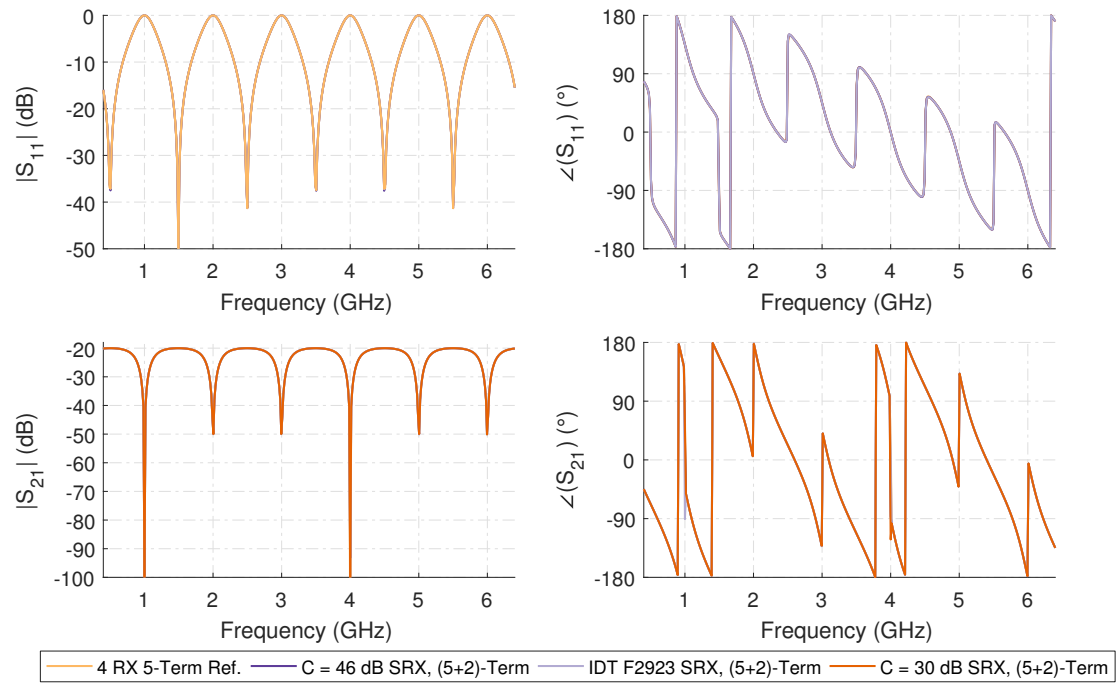 0
-10
-20
-30
-40
-50
|S11| (dB)
1 2 3 4 5 6
Frequency (GHz)
180
90
0
-90
-180
∠(S11) (°)
1 2 3 4 5 6
Frequency (GHz)
-20
-30
-40
-50
-60
-70
-80
-90
-100
|S21| (dB)
1 2 3 4 5 6
Frequency (GHz)
180
90
0
-90
-180
∠(S21) (°)
1 2 3 4 5 6
Frequency (GHz)
4 RX 5-Term Ref. C = 46 dB SRX, (5+2)-Term IDT F2923 SRX, (5+2)-Term C = 30 dB SRX, (5+2)-Term